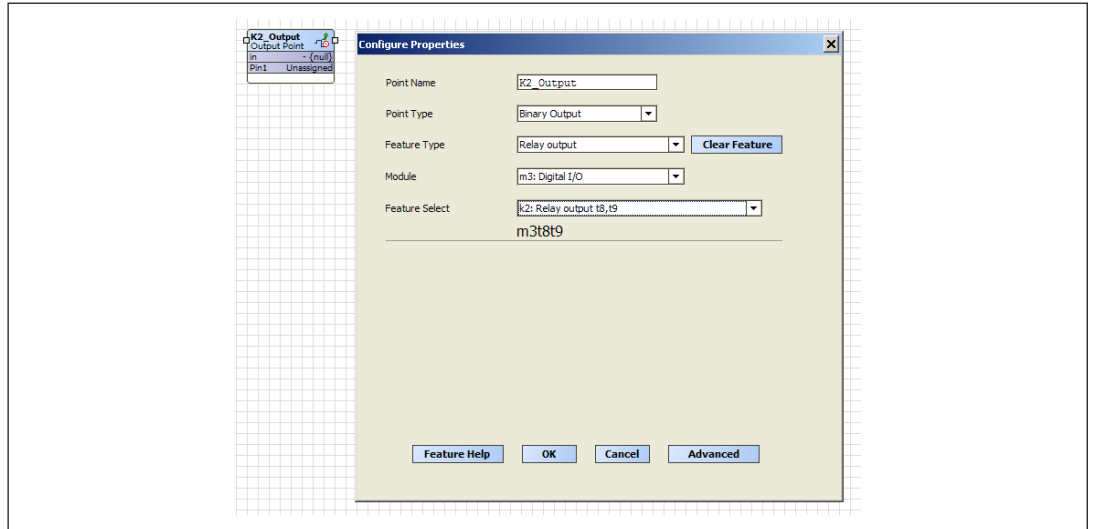 K2_Output
Output Point
in - {null}
Pin1 Unassigned
Configure Properties
Point Name K2_Output
Point Type Binary Output
Feature Type Relay output Clear Feature
Module m3: Digital I/O
Feature Select k2: Relay output t8,t9
m3t8t9
Feature Help OK Cancel Advanced